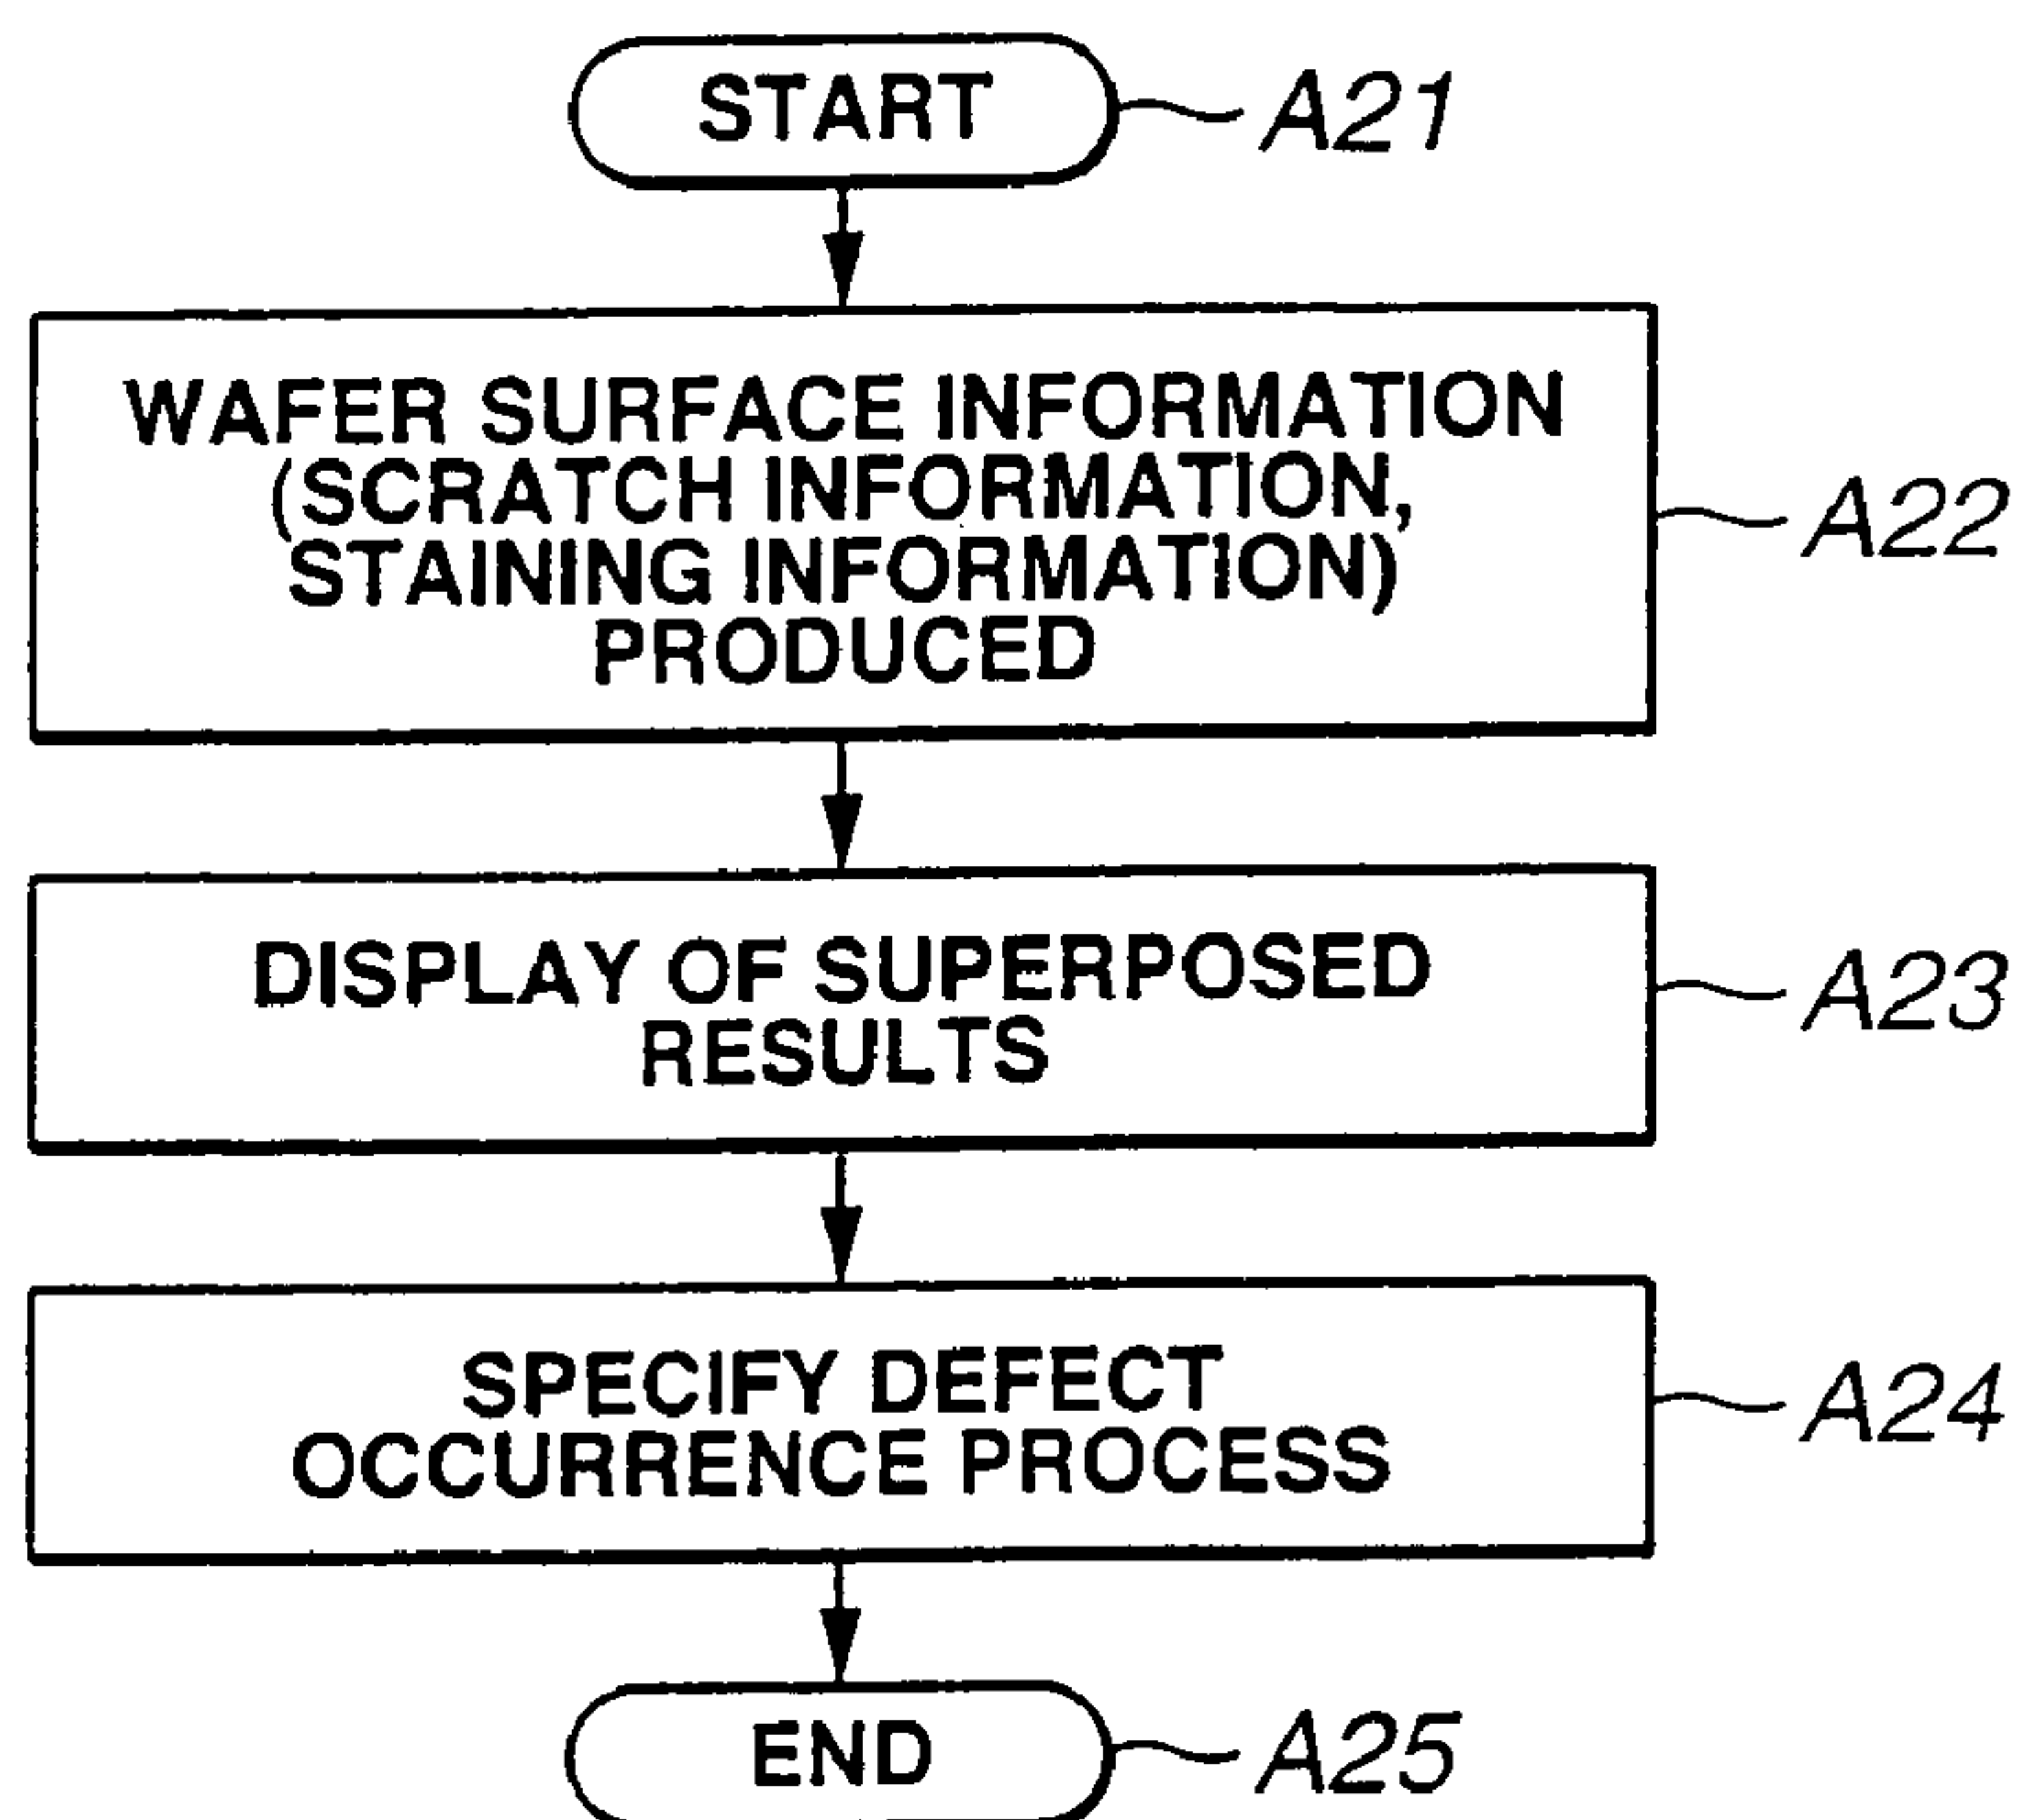 START
A21
WAFER SURFACE INFORMATION
(SCRATCH INFORMATION,
STAINING INFORMATION)
PRODUCED
A22
DISPLAY OF SUPERPOSED
RESULTS
A23
SPECIFY DEFECT
OCCURRENCE PROCESS
A24
END
A25